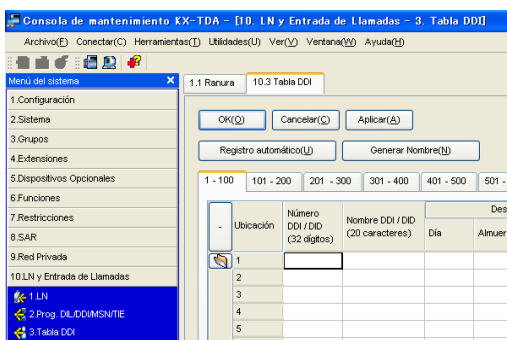 Consola de mantenimiento KX-TDA - [10. LN y Entrada de Llamadas - 3. Tabla DDI]
Archivo(F) Conectar(C) Herramientas(T) Utilidades(U) Ver(V) Ventana(W) Ayuda(H)
Menú del sistema
1.1 Ranura
10.3 Tabla DDI
1.Configuración
2.Sistema
3.Grupos
4.Extensiones
5.Dispositivos Opcionales
6.Funciones
7.Restricciones
8.SAR
9.Red Privada
10.LN y Entrada de Llamadas
1.LN
2.Prog. DIL/DDI/MSN/TIE
3.Tabla DDI
OK(O) Cancelar(C) Aplicar(A)
Registro automático(U) Generar Nombre(N)
1 - 100 101 - 200 201 - 300 301 - 400 401 - 500 501 -
- Ubicación
Número
DDI / DID
(32 dígitos)
Nombre DDI / DID
(20 caracteres)
Des
Día Almuer
1
2
3
4
5